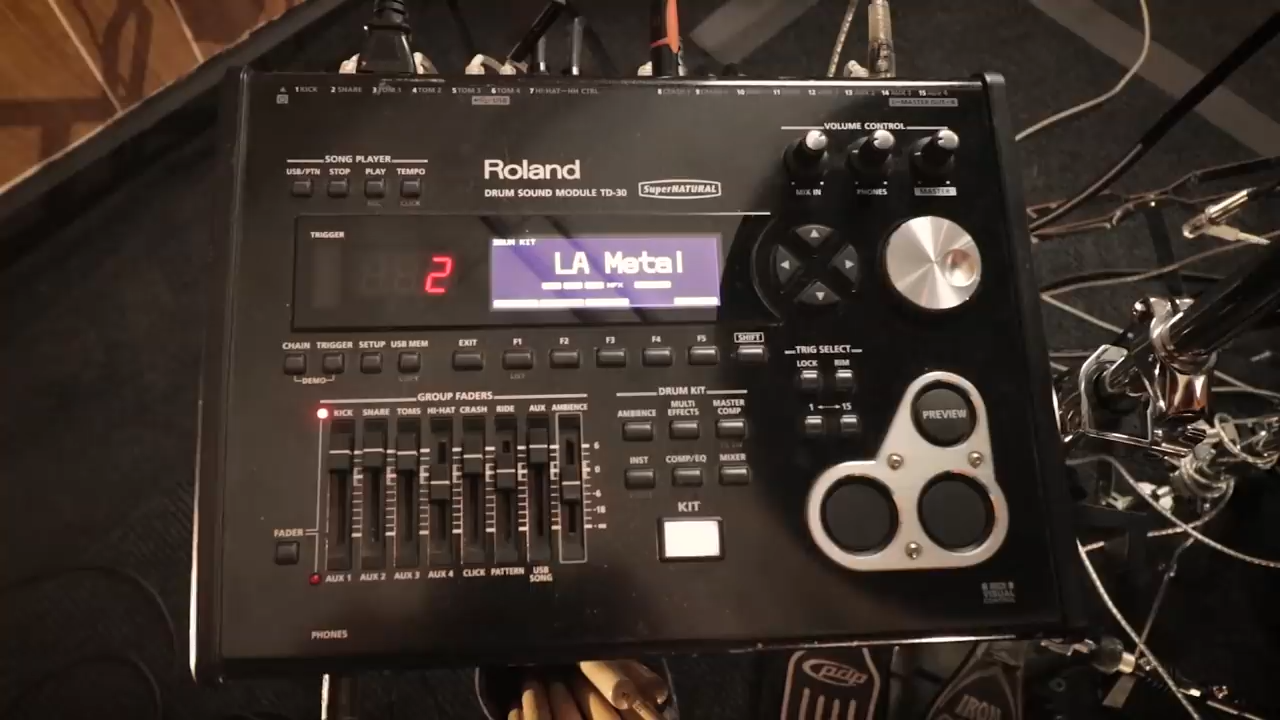 1 KICK 2 SNARE 3 TOM 1 4 TOM 2 5 TOM 3 6 TOM 4 7 HI-HAT HH CTRL
VOLUME CONTROL
MIX IN PHONES MASTER
SONG PLAYER
USB/PTN STOP PLAY TEMPO
CLICK
Roland
DRUM SOUND MODULE TD-30 SuperNATURAL
TRIGGER
2
DRUM KIT
LA Metal
MFX
CHAIN TRIGGER SETUP USB MEM EXIT F1 F2 F3 F4 F5 SHIFT
DEMO
TRIG SELECT
LOCK RIM
1 15
GROUP FADERS
KICK SNARE TOMS HI-HAT CRASH RIDE AUX AMBIENCE
6
0
-6
-18
-∞
FADER
AUX 1 AUX 2 AUX 3 AUX 4 CLICK PATTERN USB SONG
DRUM KIT
AMBIENCE MULTI EFFECTS MASTER COMP
INST COMP/EQ MIXER
KIT
PREVIEW
VISUAL
CONTROL
PHONES
pdp
IRON